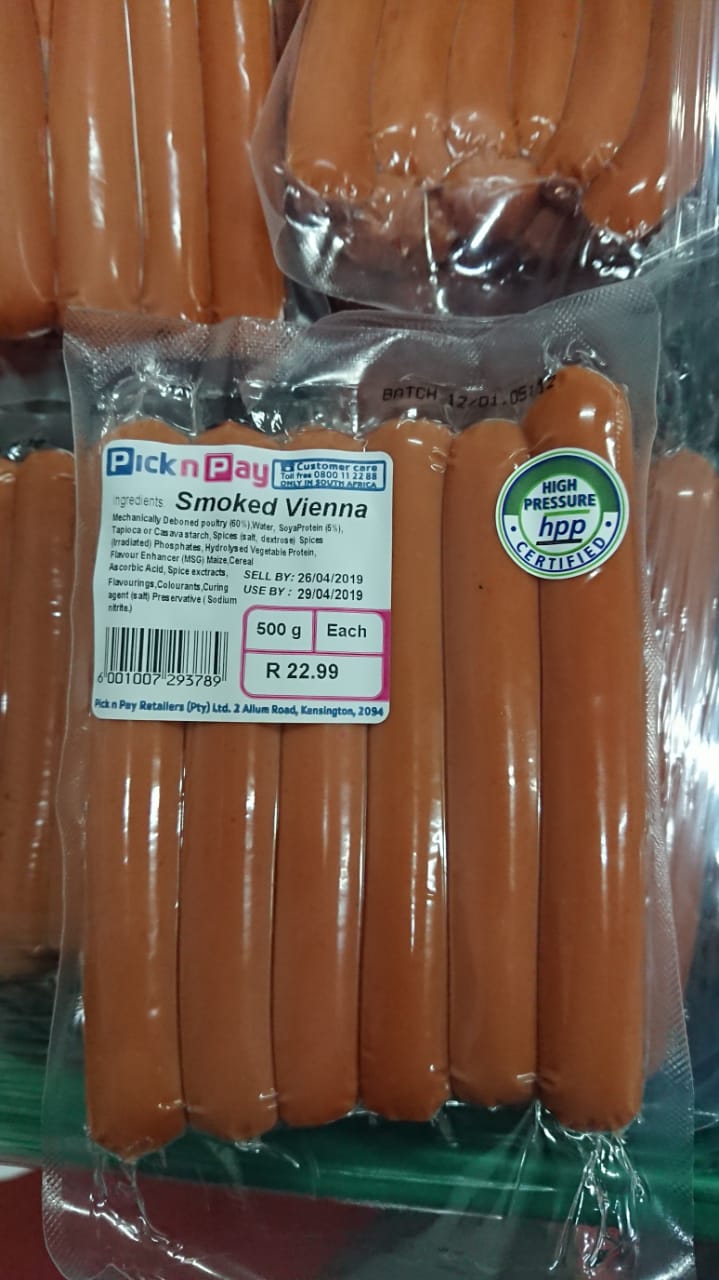 BATCH 12/01.05:12
Pick n Pay
Customer care
Toll free 0800 11 22 88
ONLY IN SOUTH AFRICA
Ingredients Smoked Vienna
Mechanically Deboned poultry (60%),Water, SoyaProtein (5%),
Tapioca or Casava starch, Spices (salt, dextrose) Spices
(Irradiated) Phosphates, Hydrolysed Vegetable Protein,
Flavour Enhancer (MSG) Maize,Cereal
Ascorbic Acid, Spice exctracts,
Flavourings,Colourants,Curing
agent (salt) Preservative ( Sodium
nitrite.)
SELL BY: 26/04/2019
USE BY : 29/04/2019
500 g Each
R 22.99
6 001007 293789
Pick n Pay Retailers (Pty) Ltd. 2 Allum Road, Kensington, 2094
HIGH
PRESSURE
hpp
• CERTIFIED •